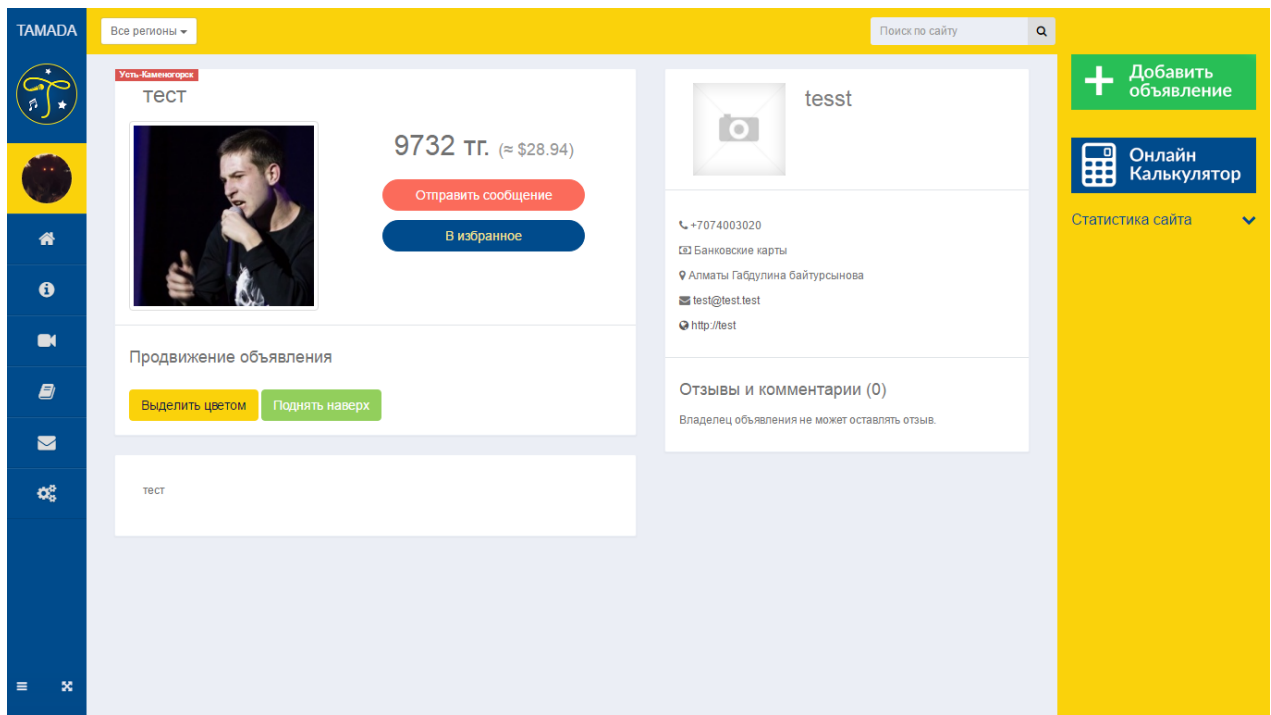 TAMADA
Все регионы
Поиск по сайту
Усть-Каменогорск
тест
9732 тг. (≈ $28.94)
Отправить сообщение
В избранное
Продвижение объявления
Выделить цветом
Поднять наверх
тест
tesst
+7074003020
Банковские карты
Алматы Габдулина байтурсынова
test@test.test
http://test
Отзывы и комментарии (0)
Владелец объявления не может оставлять отзыв.
Добавить
объявление
Онлайн
Калькулятор
Статистика сайта